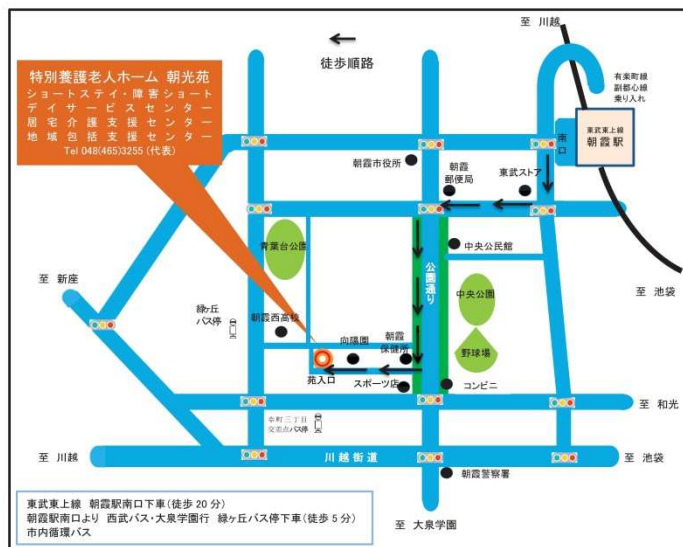 至 川越
徒歩順路
有楽町線
副都心線
乗り入れ
特別養護老人ホーム 朝光苑
ショートステイ・障害ショート
デイサービスセンター
居宅介護支援センター
地域包括支援センター
Tel 048(465)3255 (代表)
東武東上線
朝霞駅
南口
朝霞市役所
朝霞
郵便局
東武ストア
青葉台公園
公園通り
中央公民館
至 新座
中央公園
至 池袋
緑ヶ丘
バス停
朝霞西高校
向陽園
朝霞
保健所
野球場
苑入口
スポーツ店
コンビニ
至 和光
幸町三丁目
交差点バス停
至 川越
川越街道
至 池袋
朝霞警察署
東武東上線 朝霞駅南口下車(徒歩20分)
朝霞駅南口より 西武バス・大泉学園行 緑ヶ丘バス停下車(徒歩5分)
市内循環バス
至 大泉学園